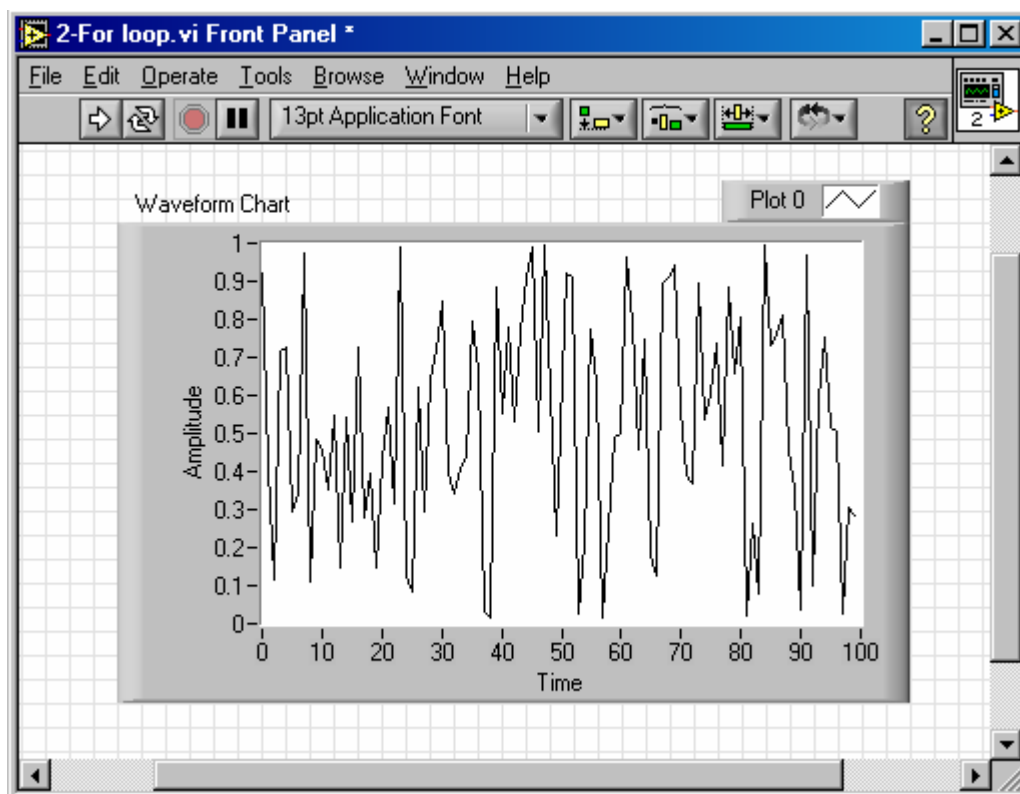 2-For loop.vi Front Panel *
File Edit Operate Tools Browse Window Help
13pt Application Font
?
2
Waveform Chart
Plot 0
1
0.9
0.8
0.7
0.6
0.5
0.4
0.3
0.2
0.1
0
Amplitude
0 10 20 30 40 50 60 70 80 90 100
Time